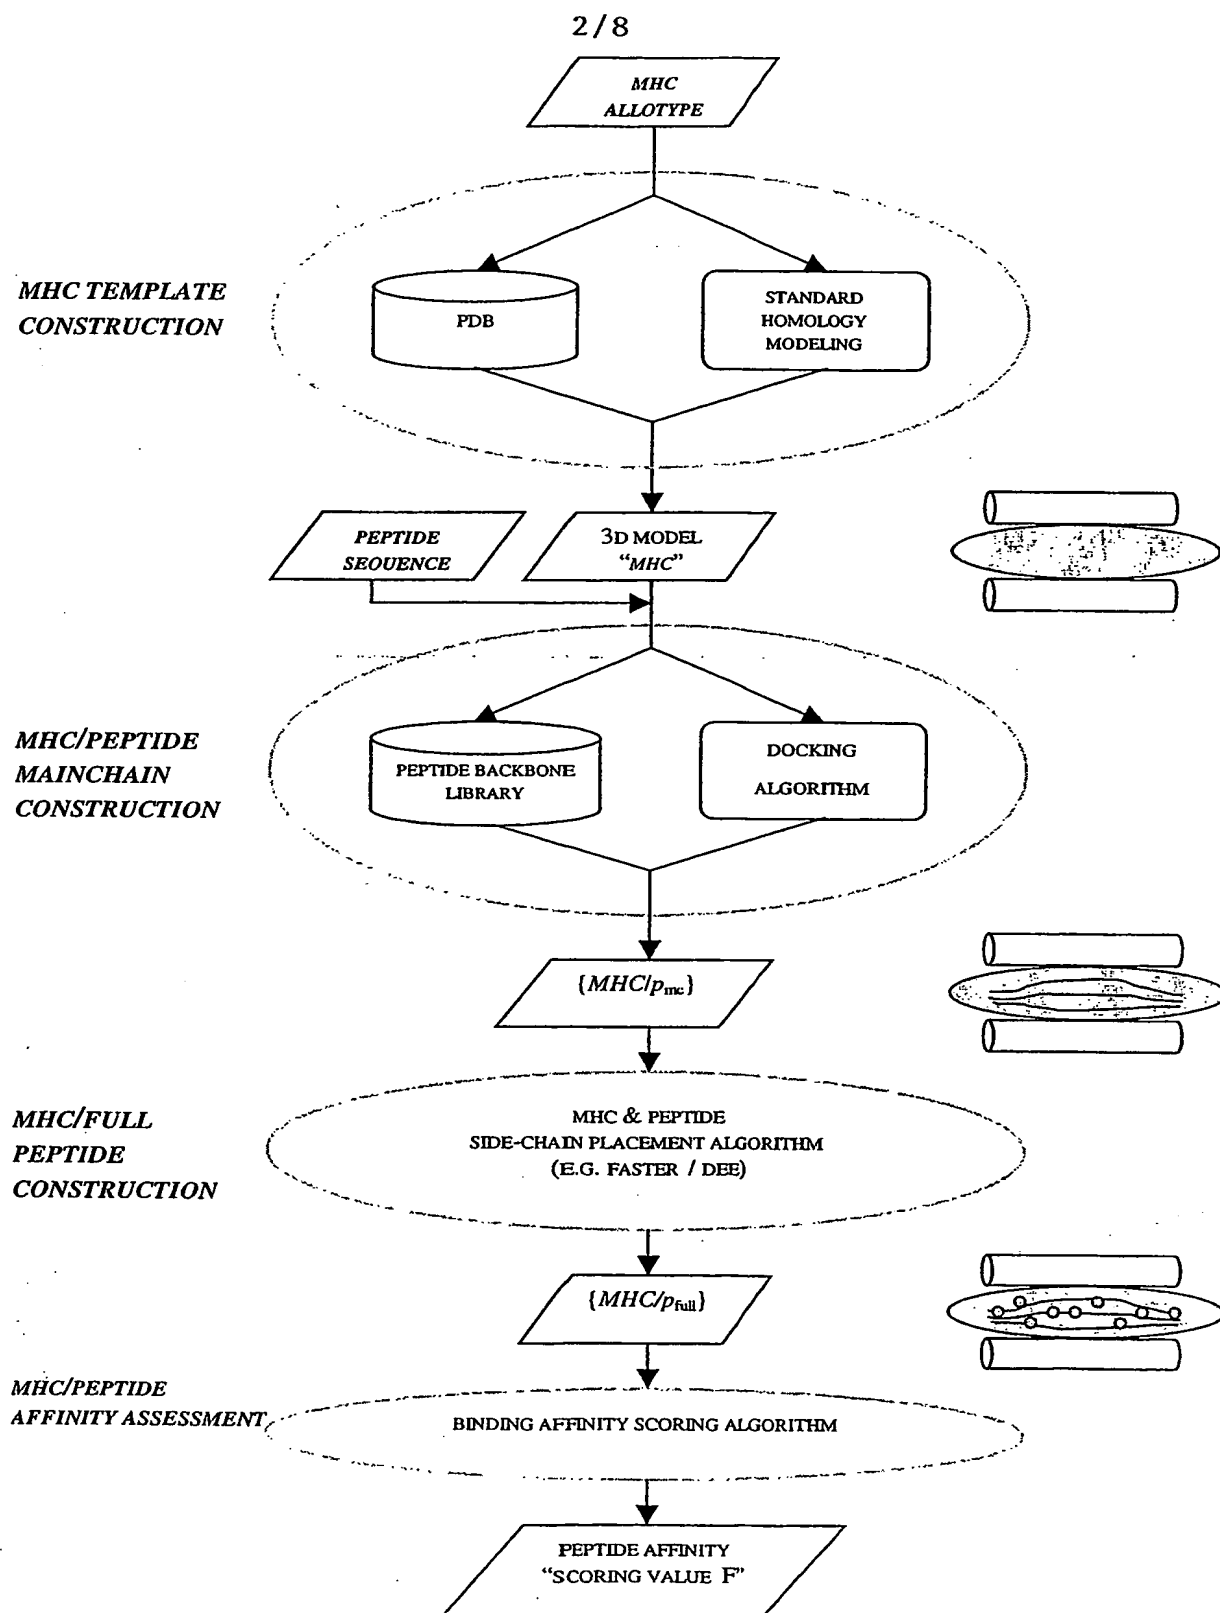 2/8
MHC
ALLOTYPE
MHC TEMPLATE
CONSTRUCTION
PDB
STANDARD
HOMOLOGY
MODELING
PEPTIDE
SEQUENCE
3D MODEL
“MHC”
MHC/PEPTIDE
MAINCHAIN
CONSTRUCTION
PEPTIDE BACKBONE
LIBRARY
DOCKING
ALGORITHM
{MHC/pmc}
MHC/FULL
PEPTIDE
CONSTRUCTION
MHC & PEPTIDE
SIDE-CHAIN PLACEMENT ALGORITHM
(E.G. FASTER / DEE)
{MHC/pfull}
MHC/PEPTIDE
AFFINITY ASSESSMENT
BINDING AFFINITY SCORING ALGORITHM
PEPTIDE AFFINITY
“SCORING VALUE F”